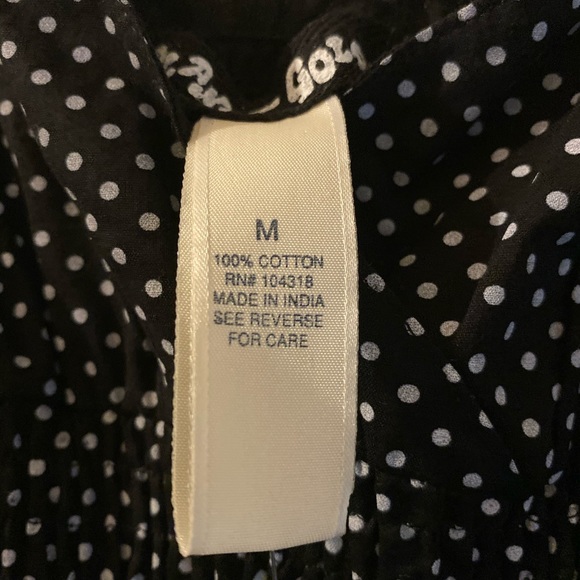 M
100% COTTON
RN# 104318
MADE IN INDIA
SEE REVERSE
FOR CARE